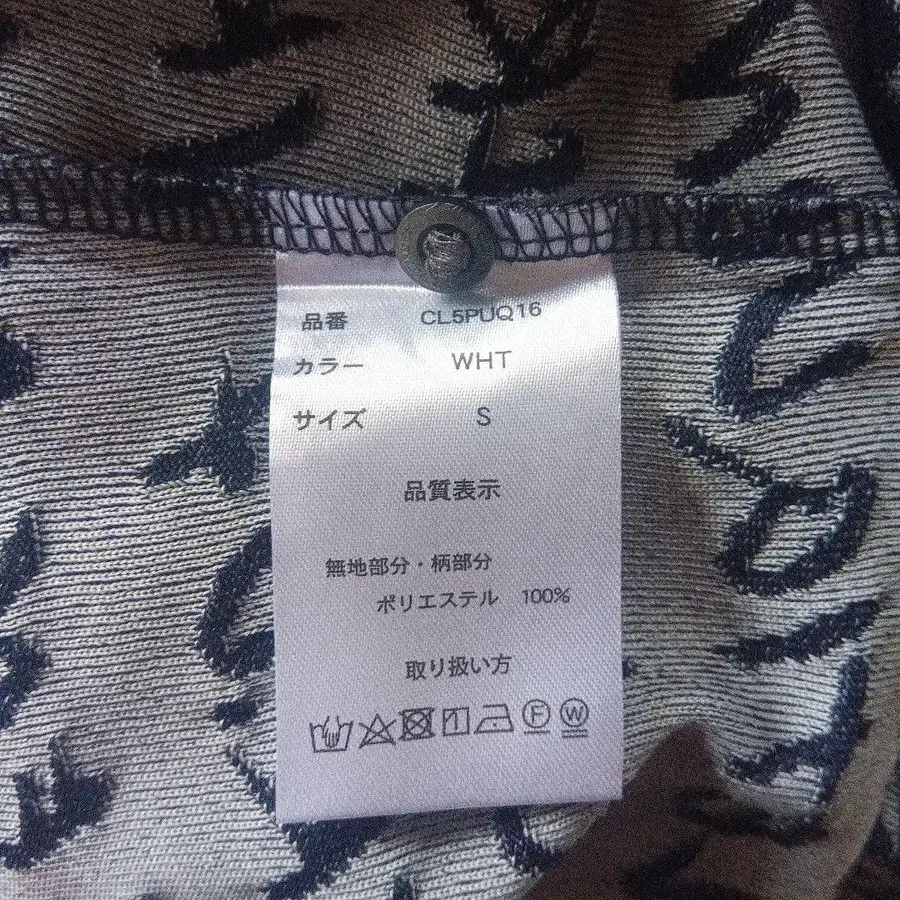 品番 CL5PUQ16
カラー WHT
サイズ S
品質表示
無地部分・柄部分
ポリエステル 100%
取り扱い方
F W